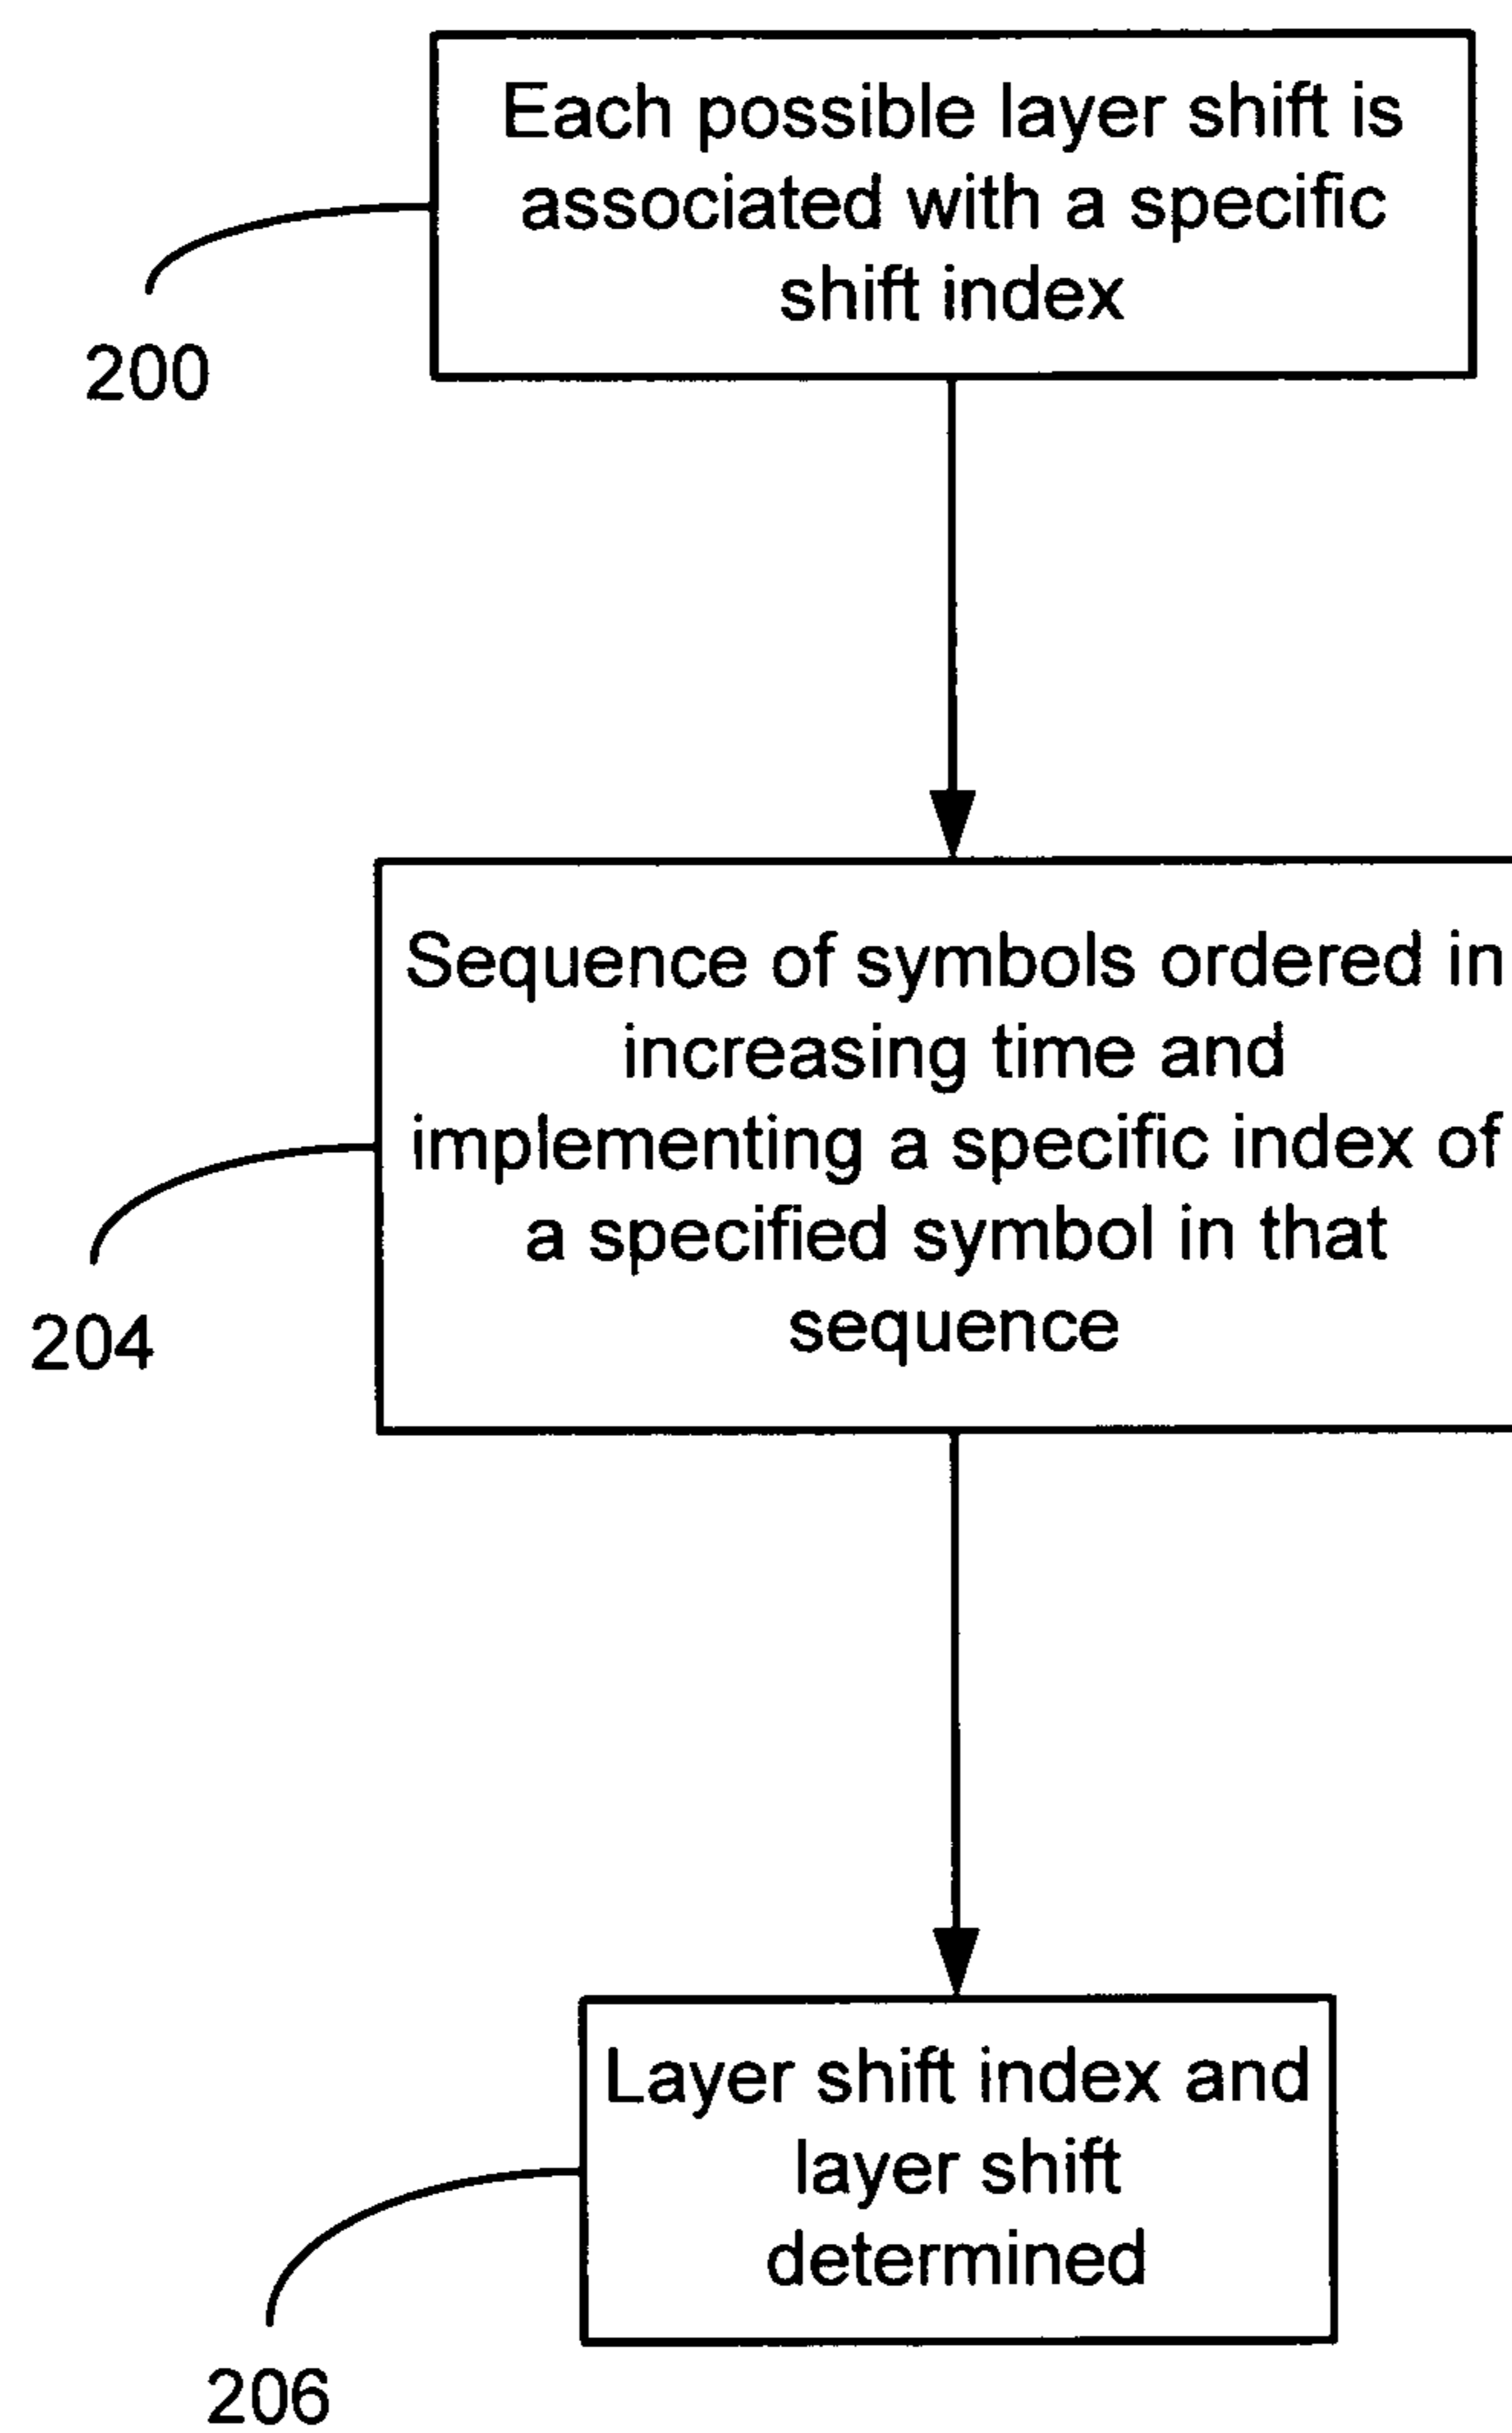 Each possible layer shift is
associated with a specific
shift index
200
Sequence of symbols ordered in
increasing time and
implementing a specific index of
a specified symbol in that
sequence
204
Layer shift index and
layer shift
determined
206